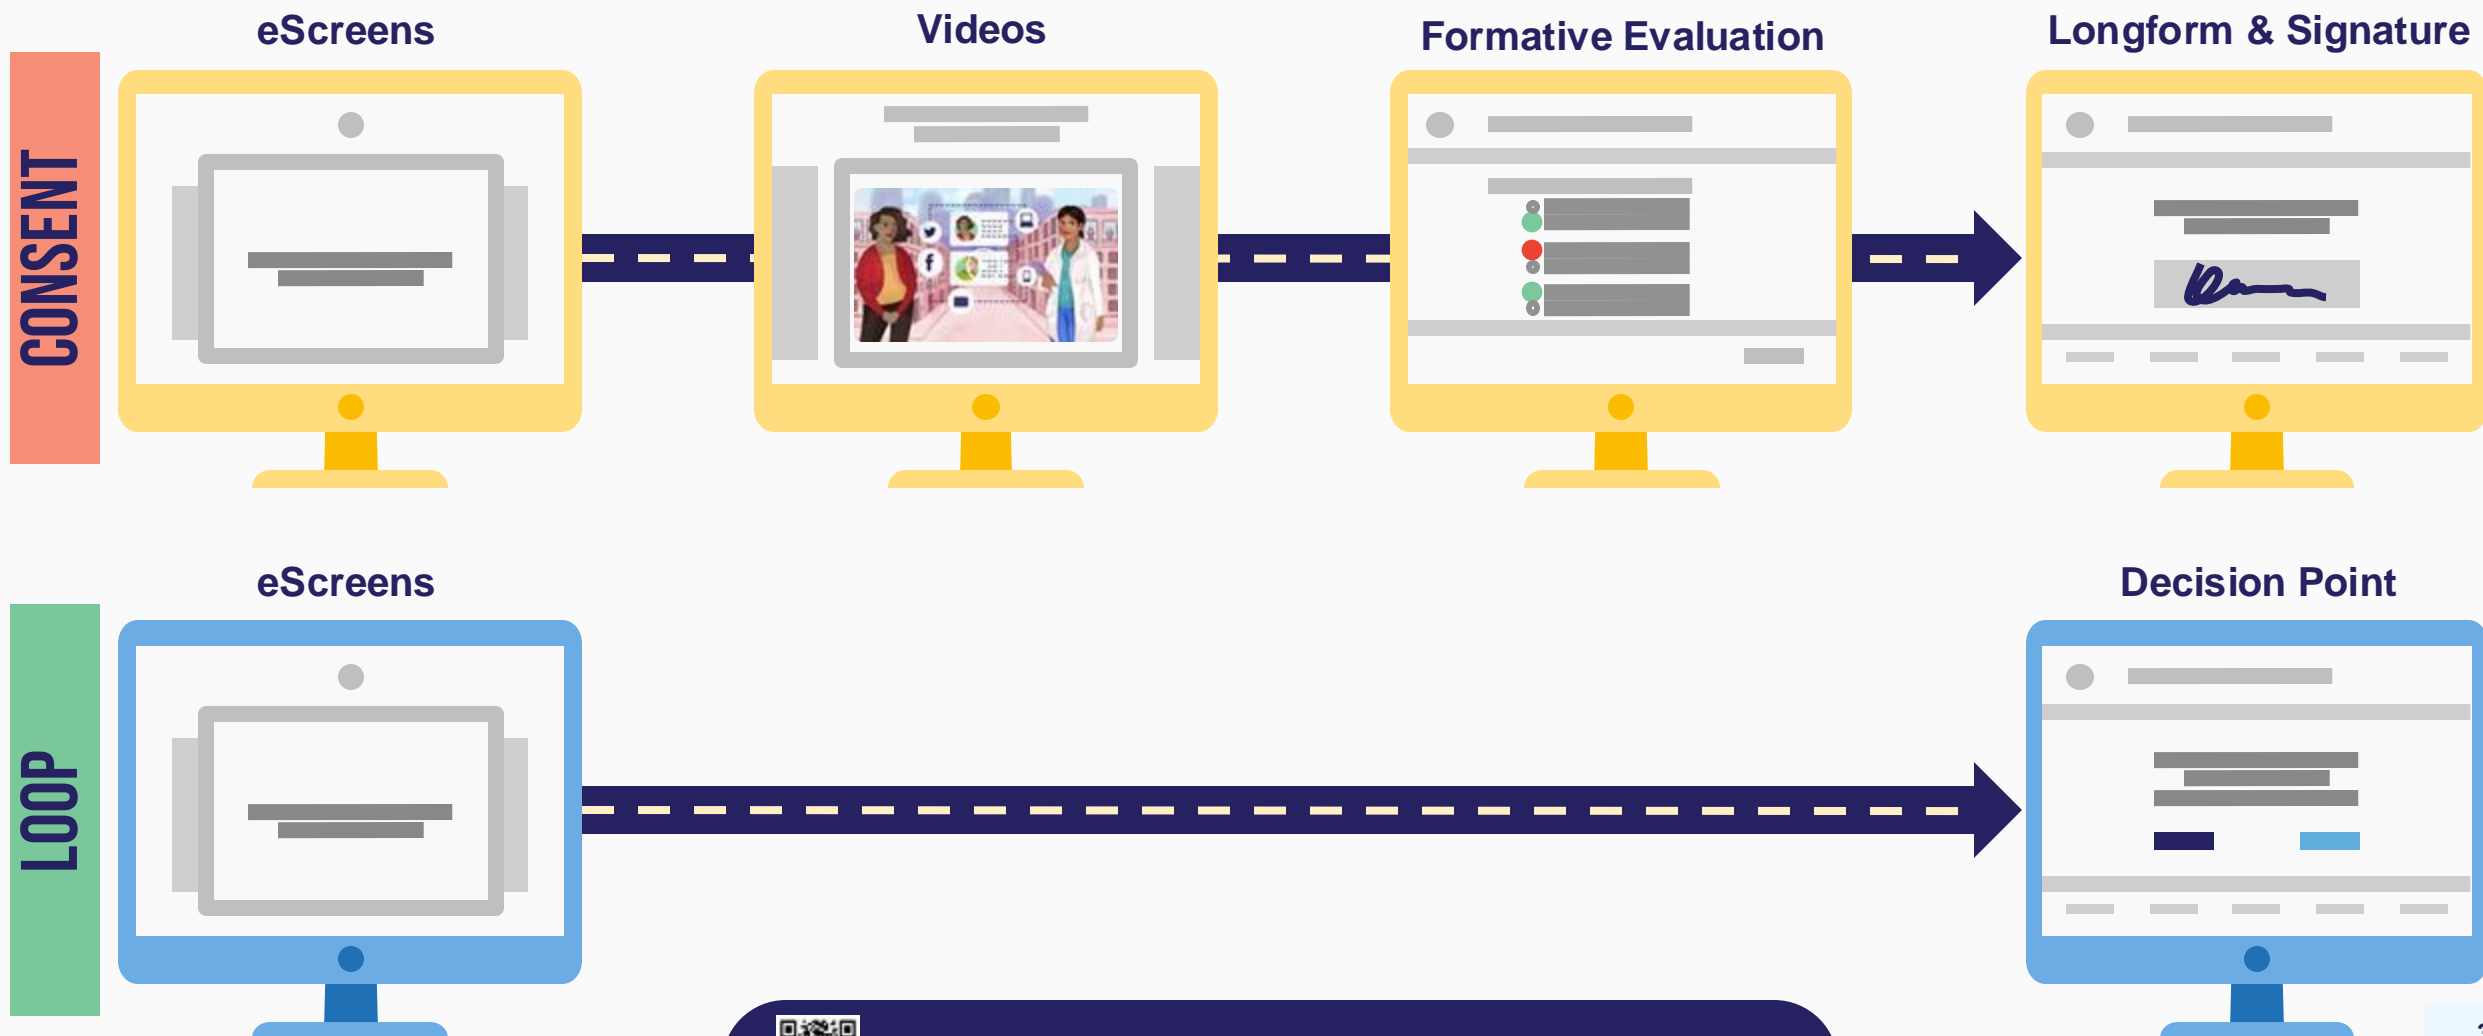 eScreens
Videos
Formative Evaluation
Longform & Signature
CONSENT
eScreens
Decision Point
LOOP